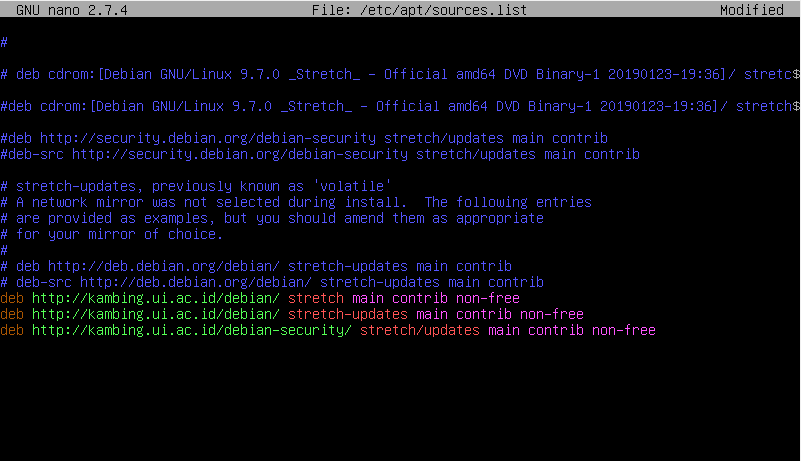 GNU nano 2.7.4 File: /etc/apt/sources.list Modified
#
# deb cdrom:[Debian GNU/Linux 9.7.0 _Stretch_ - Official amd64 DVD Binary-1 20190123-19:36]/ stretc$
#deb cdrom:[Debian GNU/Linux 9.7.0 _Stretch_ - Official amd64 DVD Binary-1 20190123-19:36]/ stretch$
#deb http://security.debian.org/debian-security stretch/updates main contrib
#deb-src http://security.debian.org/debian-security stretch/updates main contrib
# stretch-updates, previously known as 'volatile'
# A network mirror was not selected during install.  The following entries
# are provided as examples, but you should amend them as appropriate
# for your mirror of choice.
#
# deb http://deb.debian.org/debian/ stretch-updates main contrib
# deb-src http://deb.debian.org/debian/ stretch-updates main contrib
deb http://kambing.ui.ac.id/debian/ stretch main contrib non-free
deb http://kambing.ui.ac.id/debian/ stretch-updates main contrib non-free
deb http://kambing.ui.ac.id/debian-security/ stretch/updates main contrib non-free